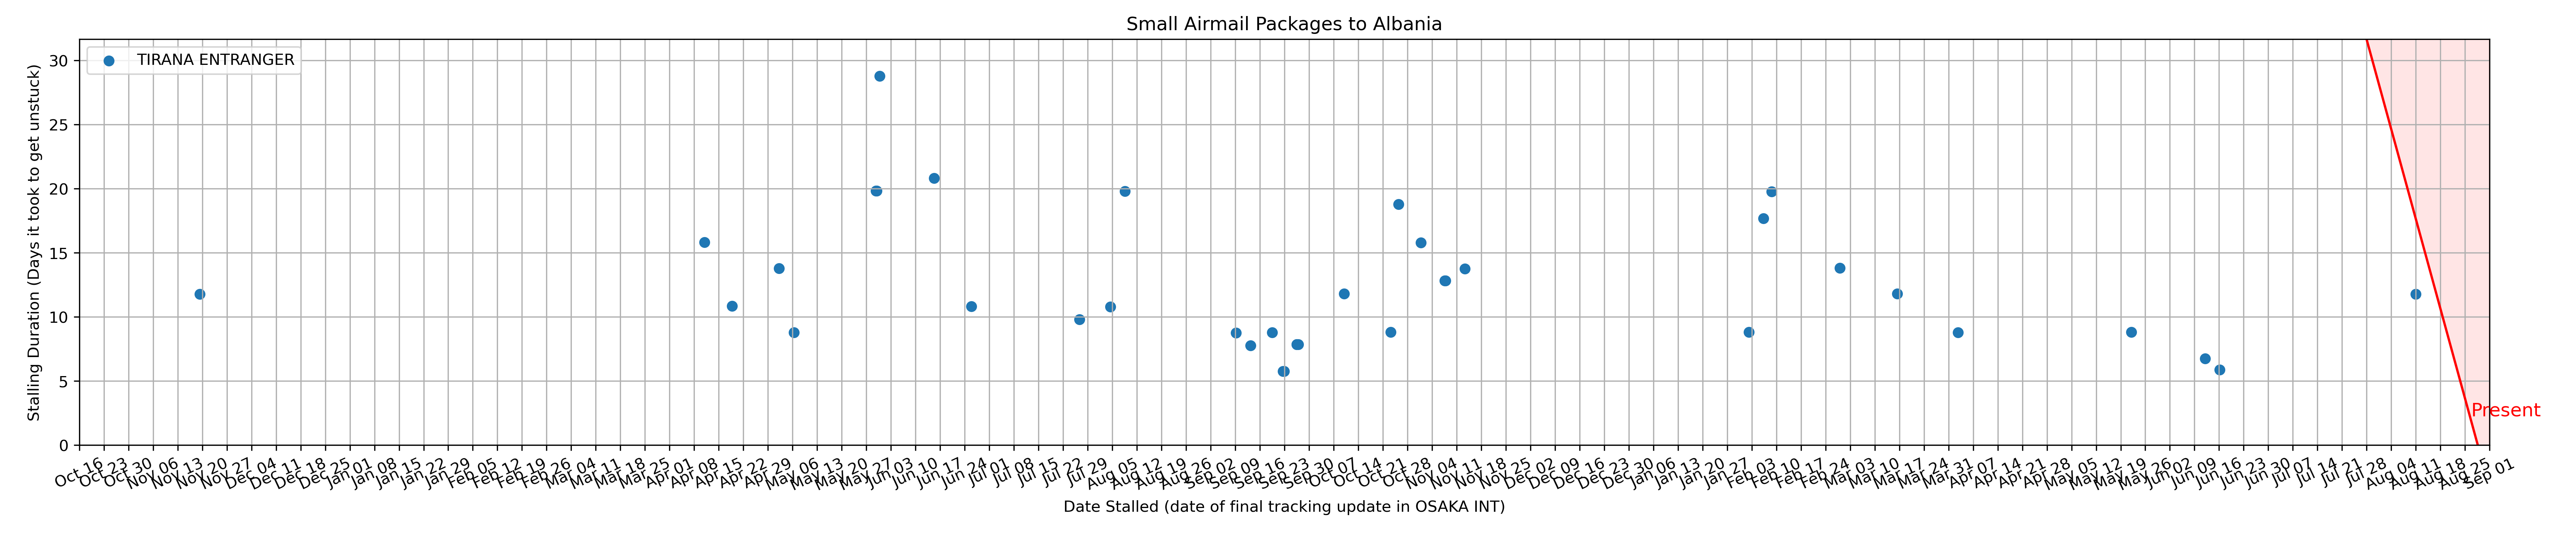 Small Airmail Packages to Albania
TIRANA ENTRANGER
Stalling Duration (Days it took to get unstuck)
30
25
20
15
10
5
0
Present
Oct 16
Oct 23
Oct 30
Nov 06
Nov 13
Nov 20
Nov 27
Dec 04
Dec 11
Dec 18
Dec 25
Jan 01
Jan 08
Jan 15
Jan 22
Jan 29
Feb 05
Feb 12
Feb 19
Feb 26
Mar 04
Mar 11
Mar 18
Mar 25
Apr 01
Apr 08
Apr 15
Apr 22
Apr 29
May 06
May 13
May 20
May 27
Jun 03
Jun 10
Jun 17
Jun 24
Jul 01
Jul 08
Jul 15
Jul 22
Jul 29
Aug 05
Aug 12
Aug 19
Aug 26
Sep 02
Sep 09
Sep 16
Sep 23
Sep 30
Oct 07
Oct 14
Oct 21
Oct 28
Nov 04
Nov 11
Nov 18
Nov 25
Dec 02
Dec 09
Dec 16
Dec 23
Dec 30
Jan 06
Jan 13
Jan 20
Jan 27
Feb 03
Feb 10
Feb 17
Feb 24
Mar 03
Mar 10
Mar 17
Mar 24
Mar 31
Apr 07
Apr 14
Apr 21
Apr 28
May 05
May 12
May 19
May 26
Jun 02
Jun 09
Jun 16
Jun 23
Jun 30
Jul 07
Jul 14
Jul 21
Jul 28
Aug 04
Aug 11
Aug 18
Aug 25
Sep 01
Date Stalled (date of final tracking update in OSAKA INT)